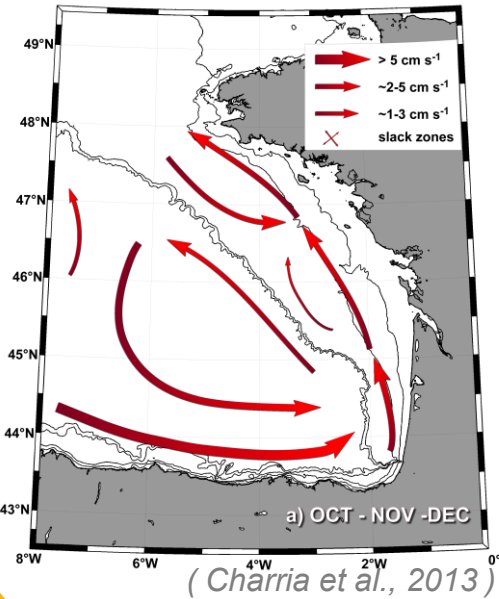 49°N
48°N
47°N
46°N
45°N
44°N
43°N
> 5 cm s⁻¹
~2-5 cm s⁻¹
~1-3 cm s⁻¹
slack zones
a) OCT - NOV -DEC
8°W 6°W 4°W 2°W 0°
( Charria et al., 2013 )